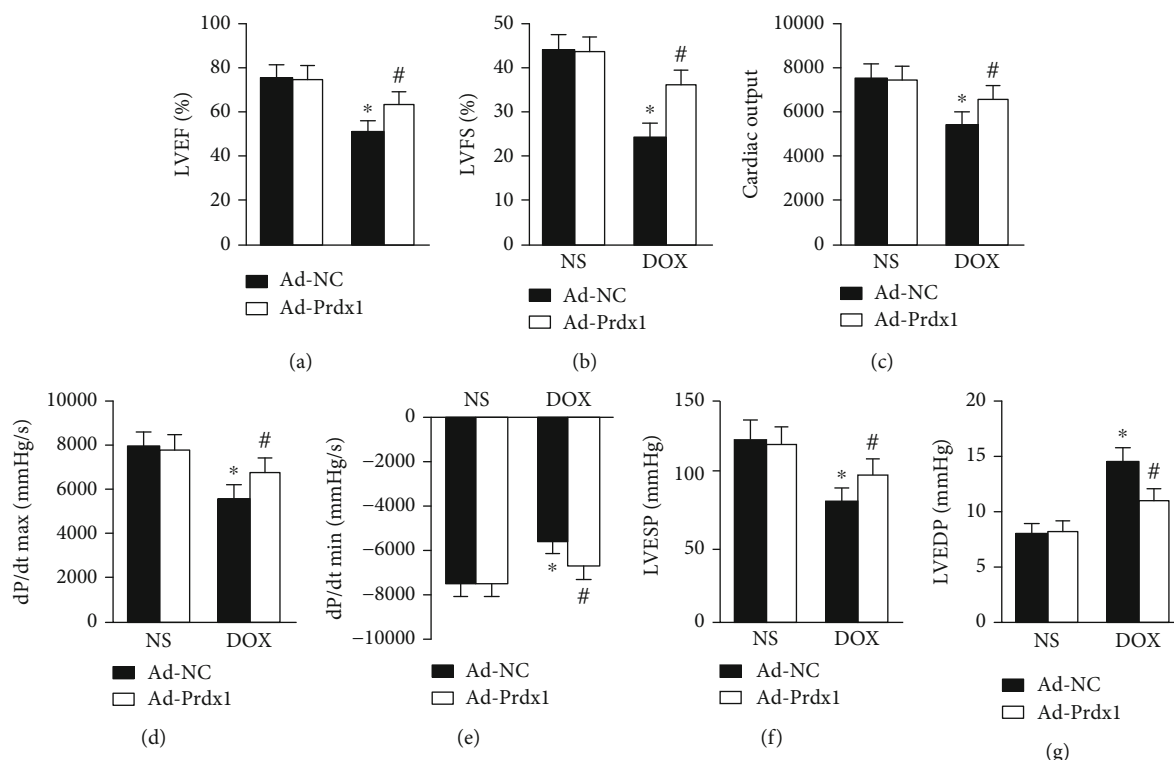 LVEF (%)
100
80
60
40
20
0
*
#
Ad-NC
Ad-Prdx1
(a)
LVFS (%)
50
40
30
20
10
0
*
#
NS DOX
Ad-NC
Ad-Prdx1
(b)
Cardiac output
10000
8000
6000
4000
2000
0
*
#
NS DOX
Ad-NC
Ad-Prdx1
(c)
dP/dt max (mmHg/s)
10000
8000
6000
4000
2000
0
*
#
NS DOX
Ad-NC
Ad-Prdx1
(d)
dP/dt min (mmHg/s)
NS DOX
0
−2000
−4000
−6000
−8000
−10000
*
#
Ad-NC
Ad-Prdx1
(e)
LVESP (mmHg)
150
100
50
0
*
#
NS DOX
Ad-NC
Ad-Prdx1
(f)
LVEDP (mmHg)
20
15
10
5
0
*
#
NS DOX
Ad-NC
Ad-Prdx1
(g)